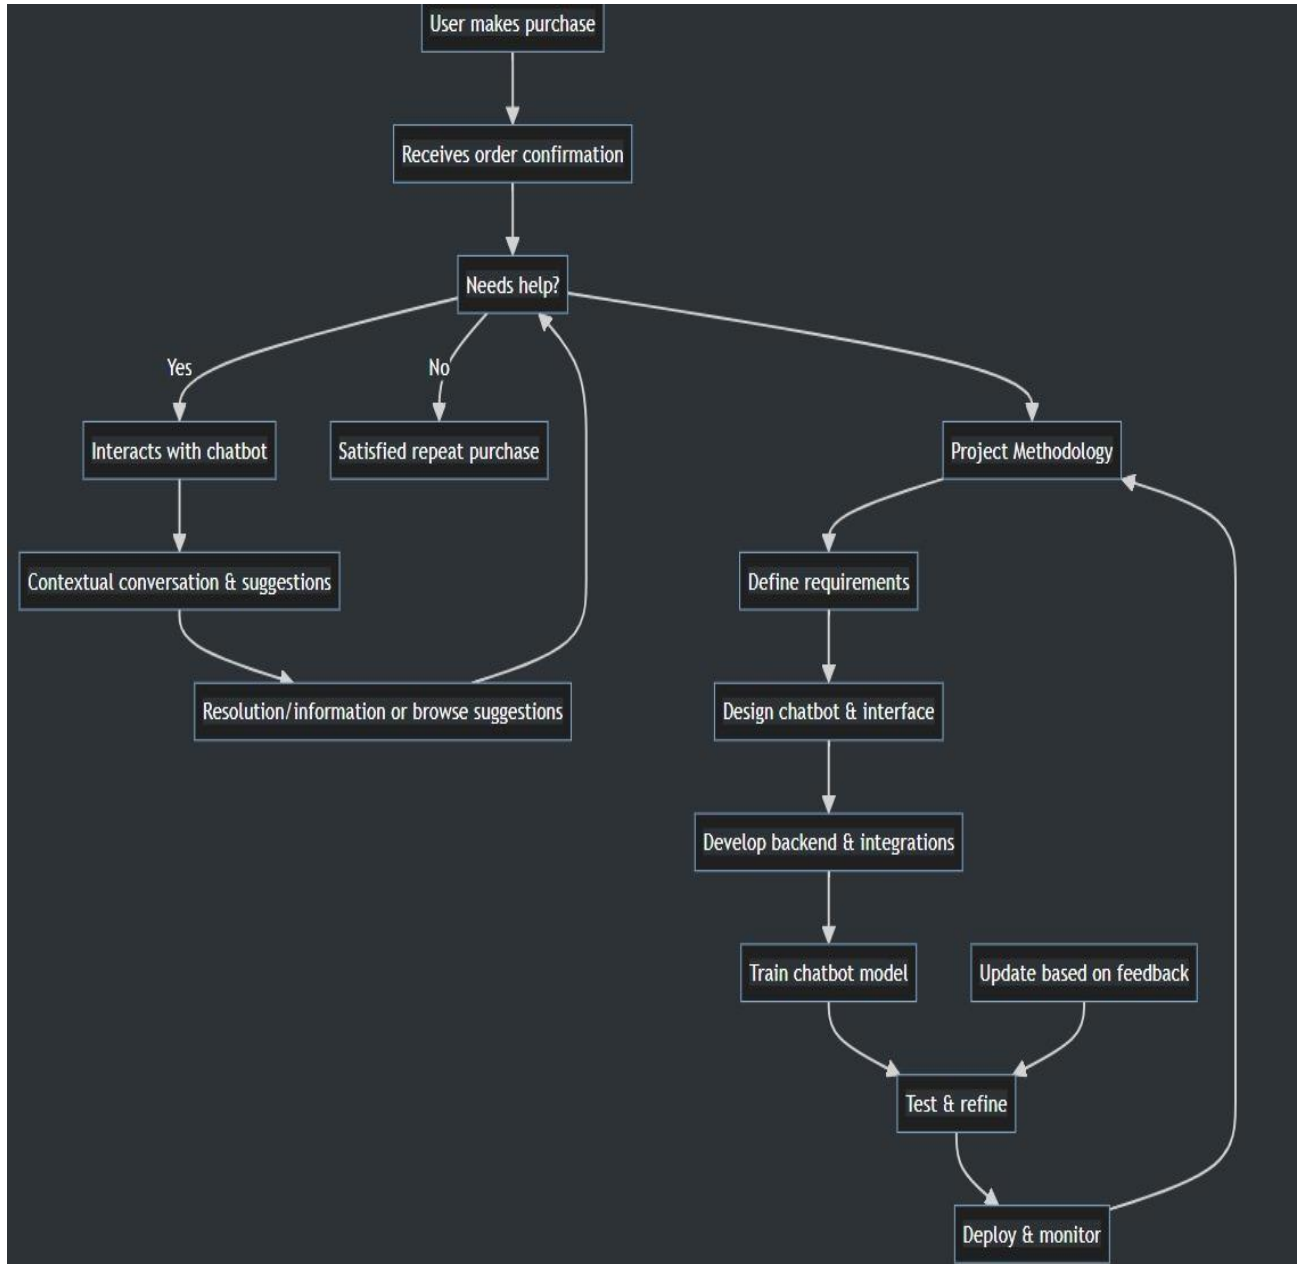 User makes purchase
Receives order confirmation
Needs help?
Yes
No
Interacts with chatbot
Satisfied repeat purchase
Project Methodology
Contextual conversation & suggestions
Define requirements
Resolution/information or browse suggestions
Design chatbot & interface
Develop backend & integrations
Train chatbot model
Update based on feedback
Test & refine
Deploy & monitor